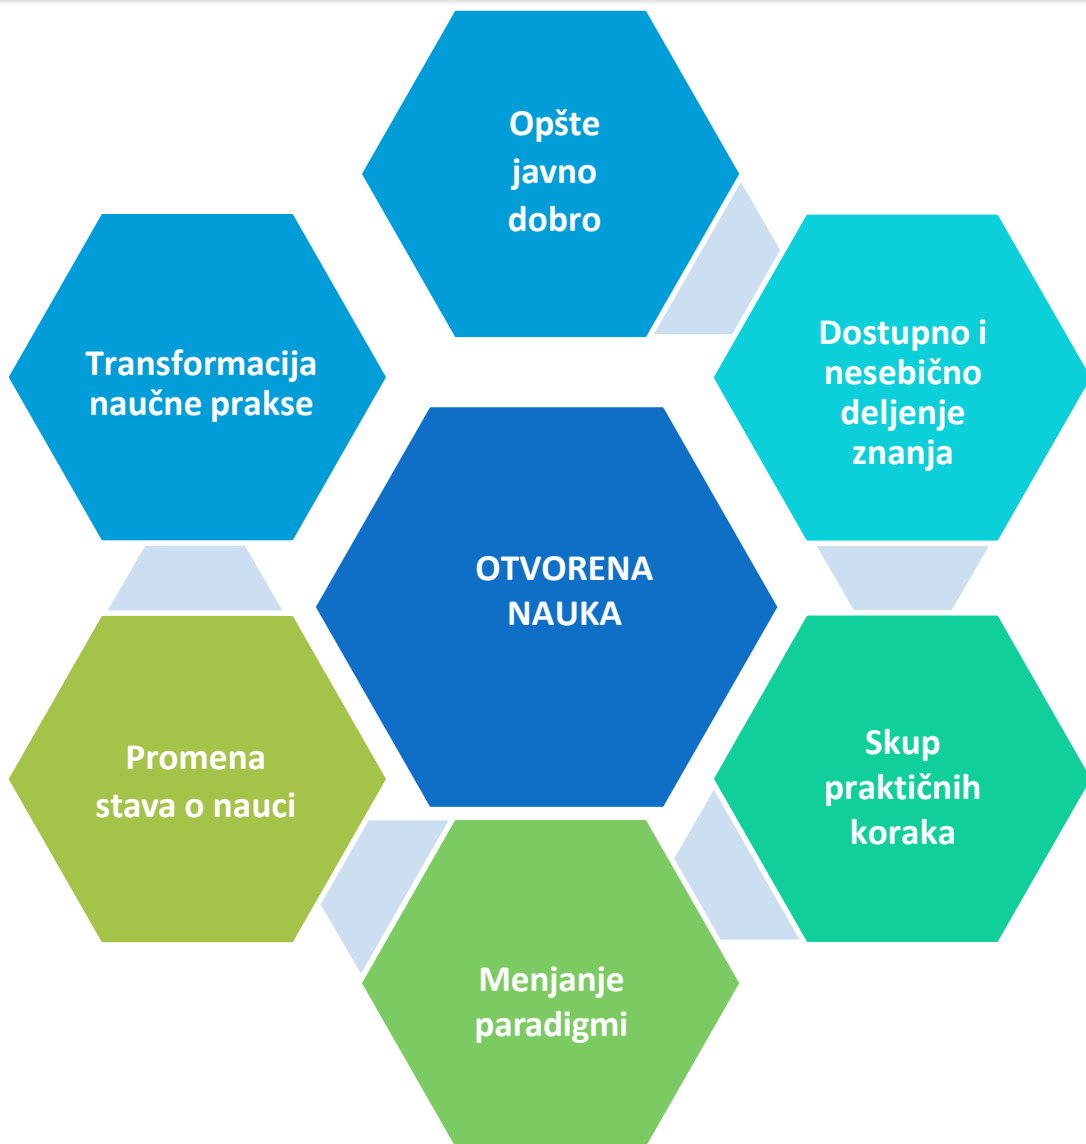 Opšte
javno
dobro
Dostupno i
nesebično
deljenje
znanja
Skup
praktičnih
koraka
Menjanje
paradigmi
Promena
stava o nauci
Transformacija
naučne prakse
OTVORENA
NAUKA